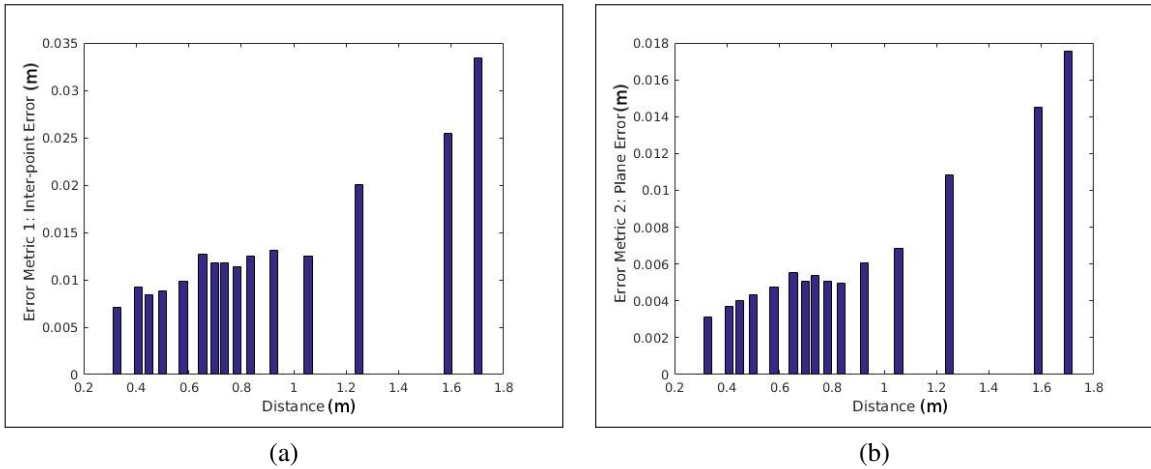 0.035
0.03
0.025
0.02
0.015
0.01
0.005
0
0.2 0.4 0.6 0.8 1 1.2 1.4 1.6 1.8
Error Metric 1: Inter-point Error (m)
Distance (m)
(a)
0.018
0.016
0.014
0.012
0.01
0.008
0.006
0.004
0.002
0
0.2 0.4 0.6 0.8 1 1.2 1.4 1.6 1.8
Error Metric 2: Plane Error(m)
Distance (m)
(b)